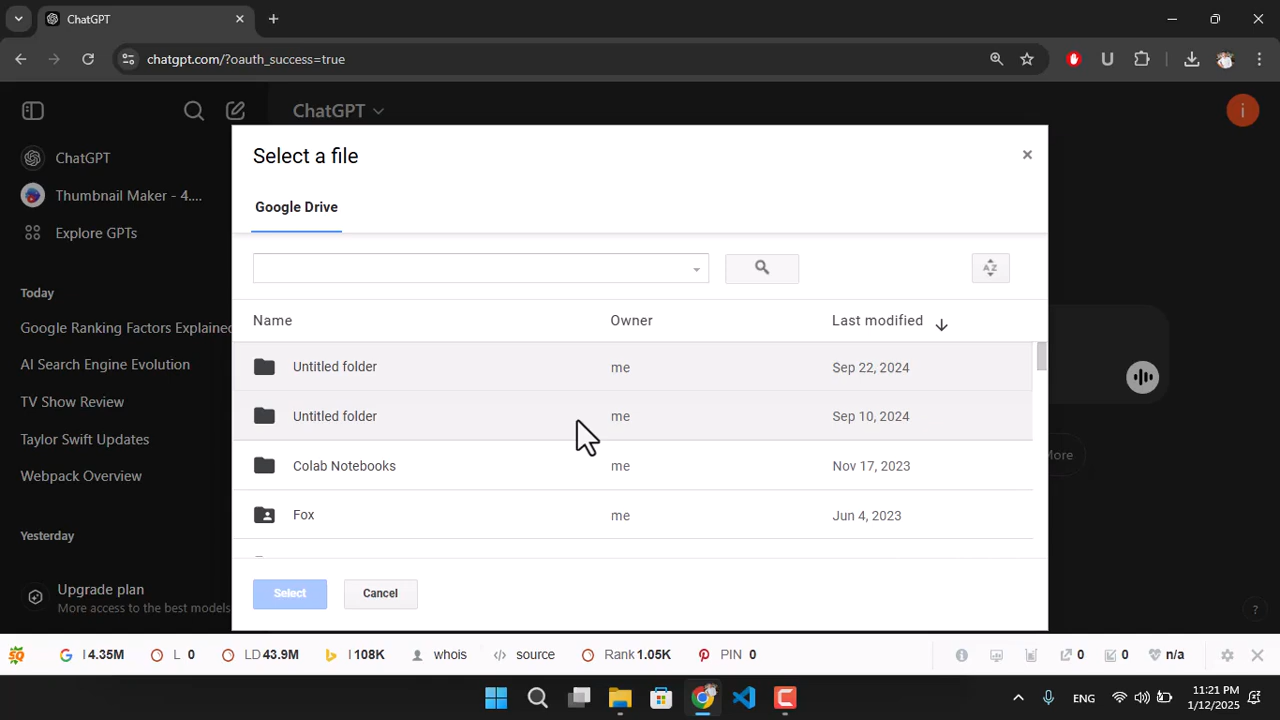 ChatGPT
chatgpt.com/?oauth_success=true
ChatGPT
i
ChatGPT
Thumbnail Maker - 4....
Explore GPTs
Today
Google Ranking Factors Explained
AI Search Engine Evolution
TV Show Review
Taylor Swift Updates
Webpack Overview
Yesterday
Upgrade plan
More access to the best models
Select a file
Google Drive
AZ
Name Owner Last modified
Untitled folder me Sep 22, 2024
Untitled folder me Sep 10, 2024
Colab Notebooks me Nov 17, 2023
Fox me Jun 4, 2023
Select Cancel
More
?
SQ I 4.35M L 0 LD 43.9M I 108K whois source Rank 1.05K PIN 0 0 0 n/a
ENG 11:21 PM
1/12/2025